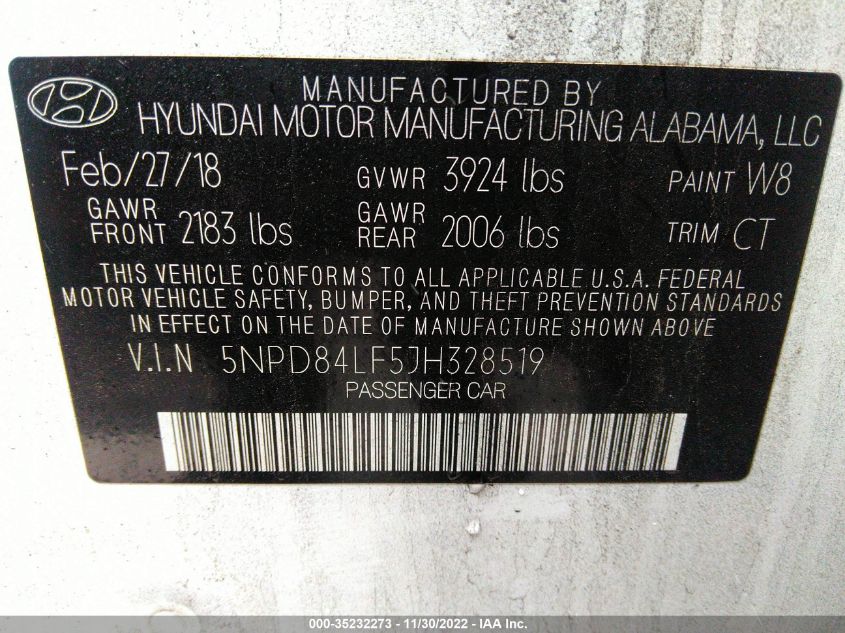 MANUFACTURED BY
HYUNDAI MOTOR MANUFACTURING ALABAMA, LLC
Feb/27/18 GVWR 3924 lbs PAINT W8
GAWR FRONT 2183 lbs GAWR REAR 2006 lbs TRIM CT
THIS VEHICLE CONFORMS TO ALL APPLICABLE U.S.A. FEDERAL
MOTOR VEHICLE SAFETY, BUMPER, AND THEFT PREVENTION STANDARDS
IN EFFECT ON THE DATE OF MANUFACTURE SHOWN ABOVE
V.I.N 5NPD84LF5JH328519
PASSENGER CAR
000-35232273 - 11/30/2022 - IAA Inc.